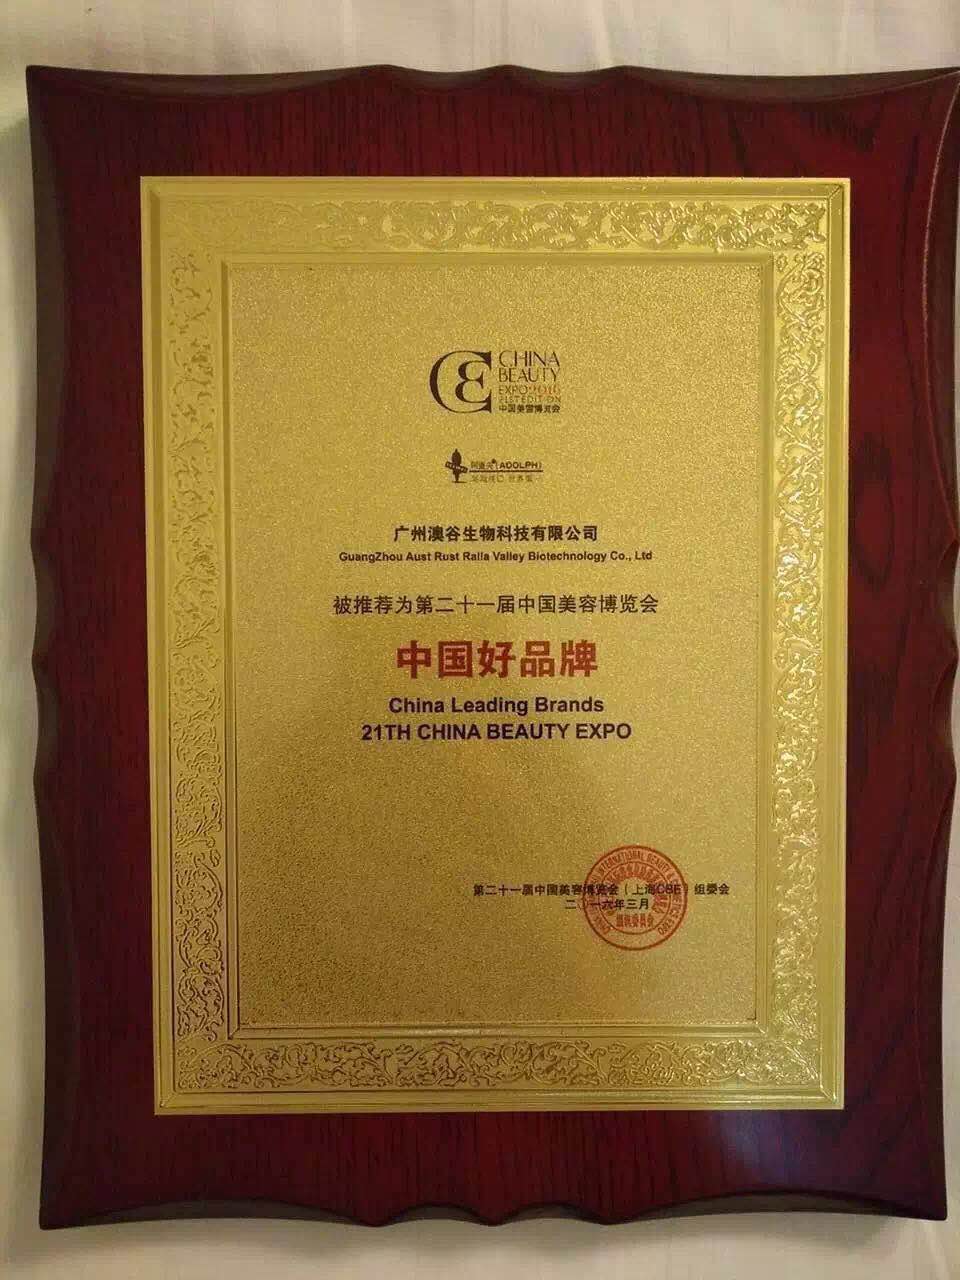 CHINA
BEAUTY
EXPO2016
21ST EDITION
中国美容博览会
阿道夫(ADOLPH)
广州澳谷生物科技有限公司
GuangZhou Aust Rust Ralla Valley Biotechnology Co., Ltd
被推荐为第二十一届中国美容博览会
中国好品牌
China Leading Brands
21TH CHINA BEAUTY EXPO
第二十一届中国美容博览会(上海CBE)组委会
二〇一六年三月